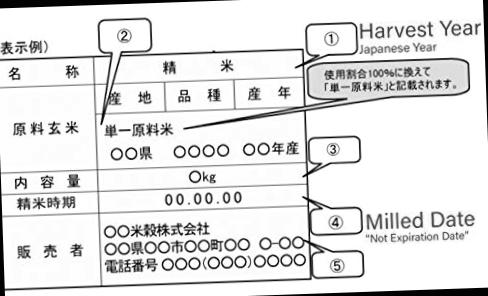 Harvest Year
Japanese Year
表示例)
②
①
名 称
精 米
使用割合100%に換えて
「単一原料米」と記載されます。
原料玄米
産 地
品 種
産 年
単一原料米
○○県 ○○○○ ○○年産
③
内 容 量
○kg
精米時期
00.00.00
④
Milled Date
"Not Expiration Date"
販 売 者
○○米穀株式会社
○○県○○市○○町○○ ○-○○
電話番号 ○○○(○○○)○○○○
⑤